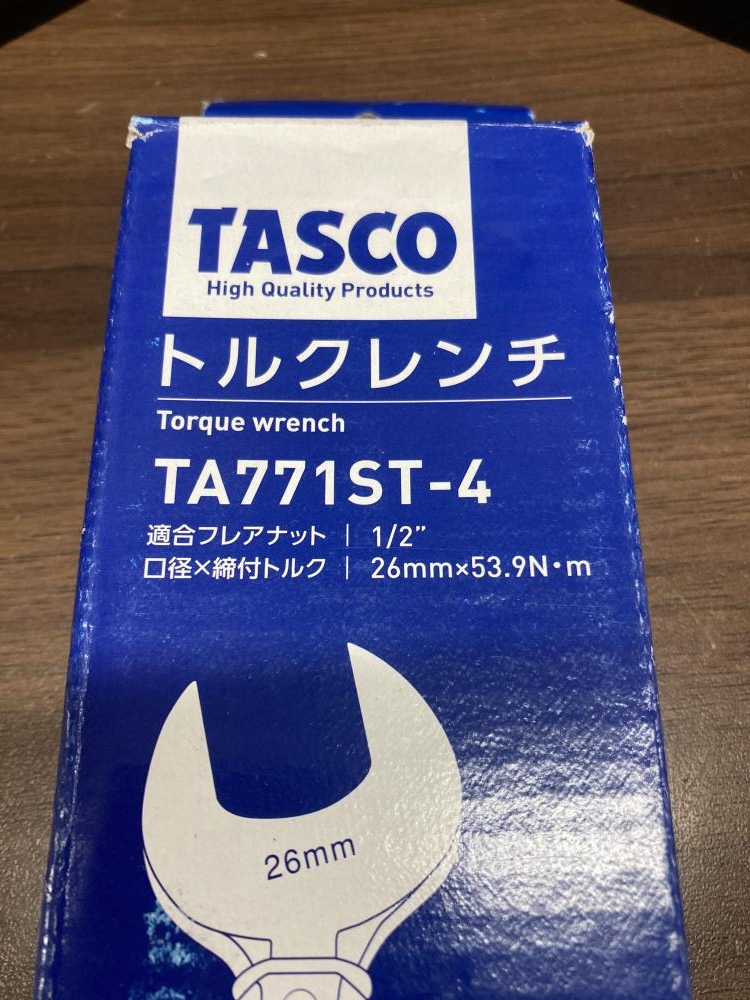 TASCO
High Quality Products
トルクレンチ
Torque wrench
TA771ST-4
適合フレアナット | 1/2”
口径×締付トルク | 26mm×53.9N・m
26mm